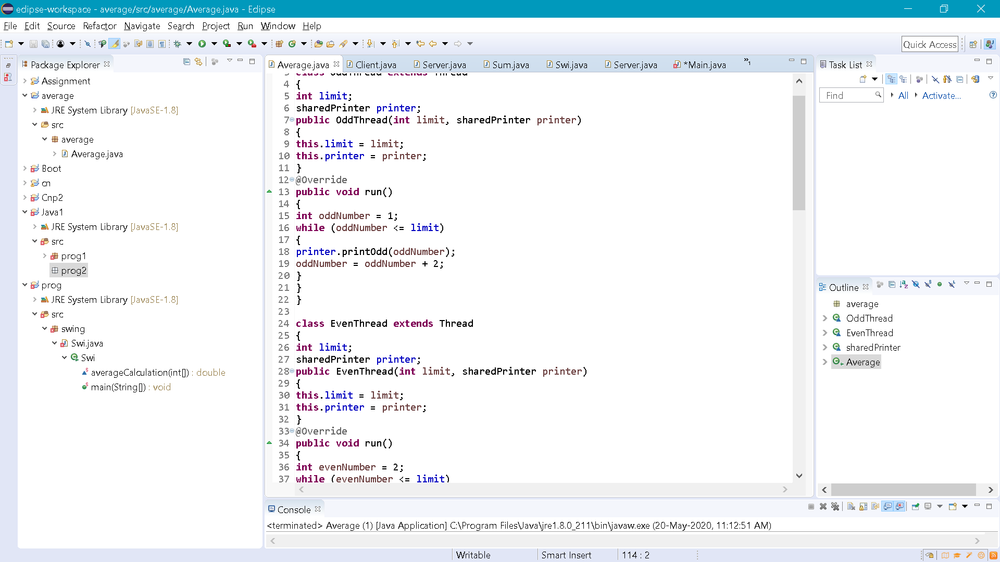 eclipse-workspace - average/src/average/Average.java - Eclipse
File Edit Source Refactor Navigate Search Project Run Window Help
Quick Access
Package Explorer
Assignment
average
JRE System Library [JavaSE-1.8]
src
average
Average.java
Boot
cn
Cnp2
Java1
JRE System Library [JavaSE-1.8]
src
prog1
prog2
prog
JRE System Library [JavaSE-1.8]
src
swing
Swi.java
Swi
averageCalculation(int[]) : double
main(String[]) : void
Average.java Client.java Server.java Sum.java Swi.java Server.java *Main.java »1
3 class OddThread extends Thread
4 {
5 int limit;
6 sharedPrinter printer;
7 public OddThread(int limit, sharedPrinter printer)
8 {
9 this.limit = limit;
10 this.printer = printer;
11 }
12 @Override
13 public void run()
14 {
15 int oddNumber = 1;
16 while (oddNumber <= limit)
17 {
18 printer.printOdd(oddNumber);
19 oddNumber = oddNumber + 2;
20 }
21 }
22 }
23
24 class EvenThread extends Thread
25 {
26 int limit;
27 sharedPrinter printer;
28 public EvenThread(int limit, sharedPrinter printer)
29 {
30 this.limit = limit;
31 this.printer = printer;
32 }
33 @Override
34 public void run()
35 {
36 int evenNumber = 2;
37 while (evenNumber <= limit)
Task List
Find All Activate...
Outline
average
OddThread
EvenThread
sharedPrinter
Average
Console
<terminated> Average (1) [Java Application] C:\Program Files\Java\jre1.8.0_211\bin\javaw.exe (20-May-2020, 11:12:51 AM)
Writable Smart Insert 114 : 2